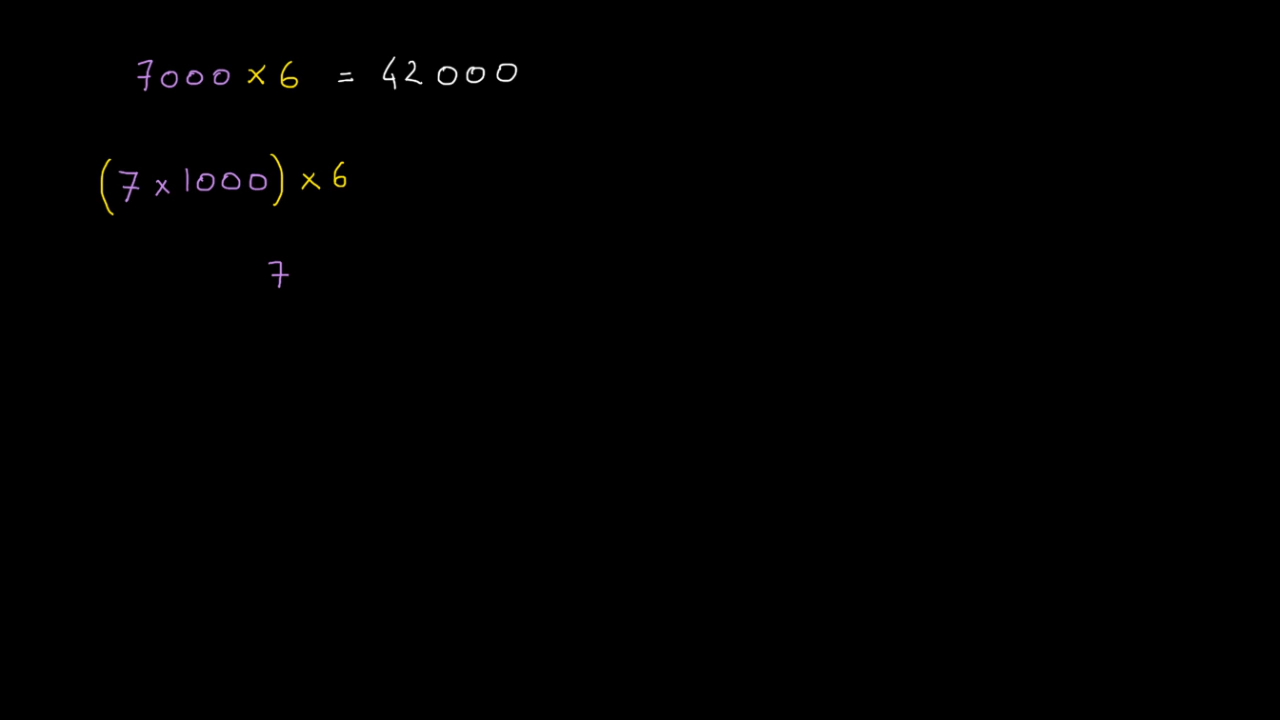 7000 × 6 = 42000
(7 × 1000) × 6
7